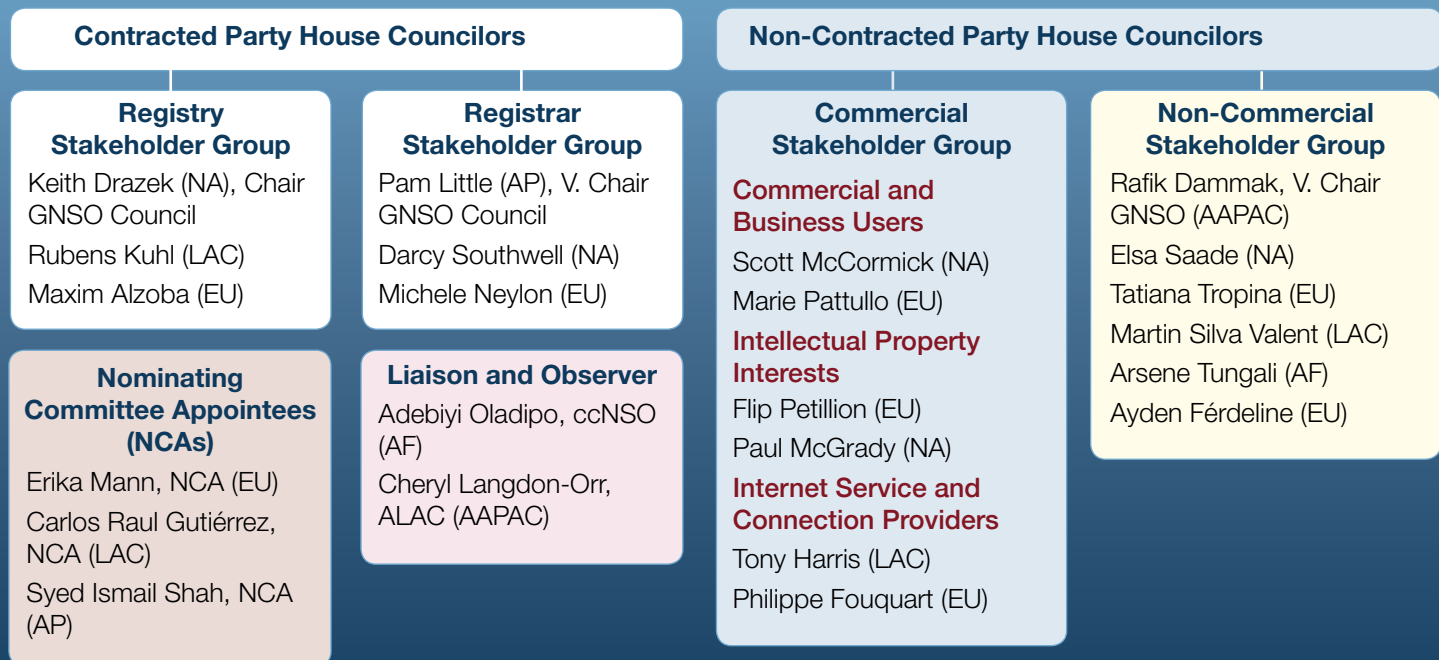 Contracted Party House Councilors
Registry
Stakeholder Group
Keith Drazek (NA), Chair
GNSO Council
Rubens Kuhl (LAC)
Maxim Alzoba (EU)
Registrar
Stakeholder Group
Pam Little (AP), V. Chair
GNSO Council
Darcy Southwell (NA)
Michele Neylon (EU)
Nominating
Committee Appointees
(NCAs)
Erika Mann, NCA (EU)
Carlos Raul Gutiérrez,
NCA (LAC)
Syed Ismail Shah, NCA
(AP)
Liaison and Observer
Adebiyi Oladipo, ccNSO
(AF)
Cheryl Langdon-Orr,
ALAC (AAPAC)
Non-Contracted Party House Councilors
Commercial
Stakeholder Group
Commercial and
Business Users
Scott McCormick (NA)
Marie Pattullo (EU)
Intellectual Property
Interests
Flip Petillion (EU)
Paul McGrady (NA)
Internet Service and
Connection Providers
Tony Harris (LAC)
Philippe Fouquart (EU)
Non-Commercial
Stakeholder Group
Rafik Dammak, V. Chair
GNSO (AAPAC)
Elsa Saade (NA)
Tatiana Tropina (EU)
Martin Silva Valent (LAC)
Arsene Tungali (AF)
Ayden Férdeline (EU)